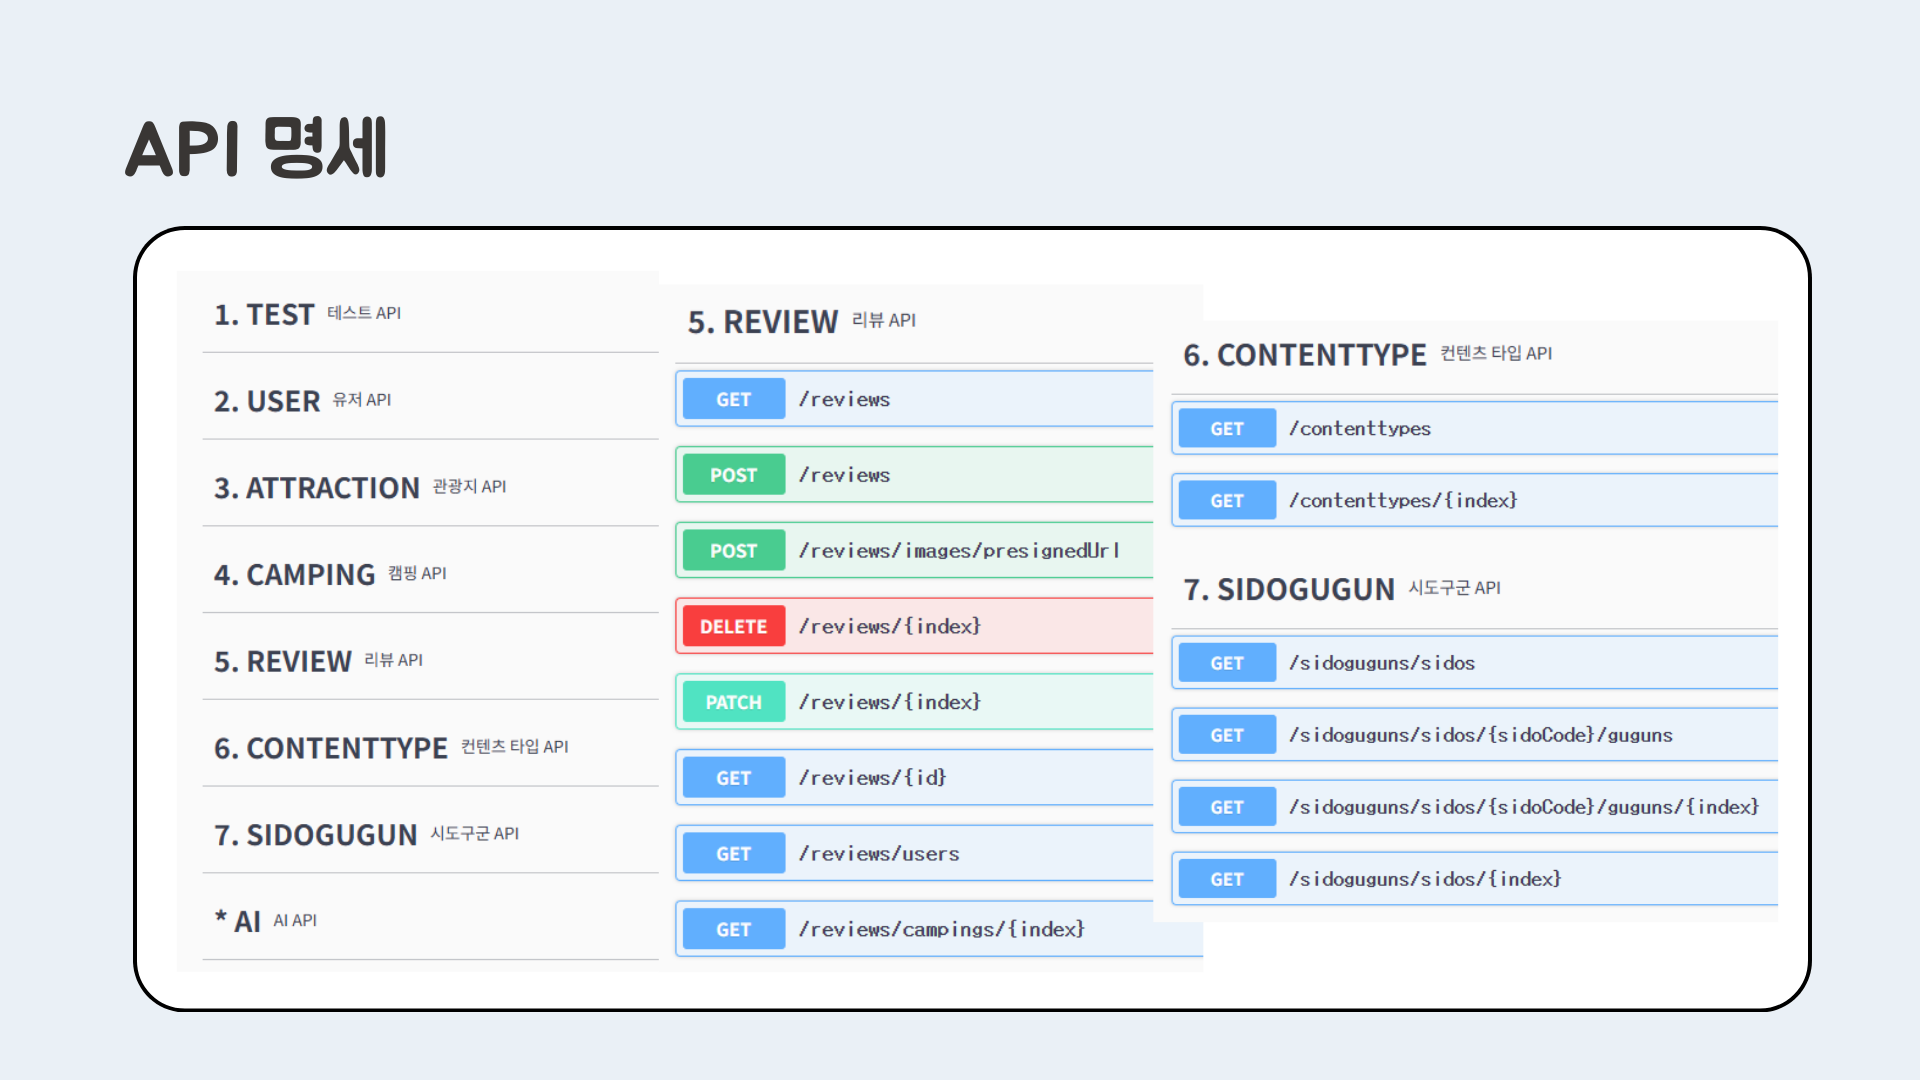 API 명세
1. TEST 테스트 API
2. USER 유저 API
3. ATTRACTION 관광지 API
4. CAMPING 캠핑 API
5. REVIEW 리뷰 API
6. CONTENTTYPE 컨텐츠 타입 API
7. SIDOGUGUN 시도구군 API
* AI AI API
5. REVIEW 리뷰 API
GET /reviews
POST /reviews
POST /reviews/images/presignedUrl
DELETE /reviews/{index}
PATCH /reviews/{index}
GET /reviews/{id}
GET /reviews/users
GET /reviews/campings/{index}
6. CONTENTTYPE 컨텐츠 타입 API
GET /contenttypes
GET /contenttypes/{index}
7. SIDOGUGUN 시도구군 API
GET /sidoguguns/sidos
GET /sidoguguns/sidos/{sidoCode}/guguns
GET /sidoguguns/sidos/{sidoCode}/guguns/{index}
GET /sidoguguns/sidos/{index}